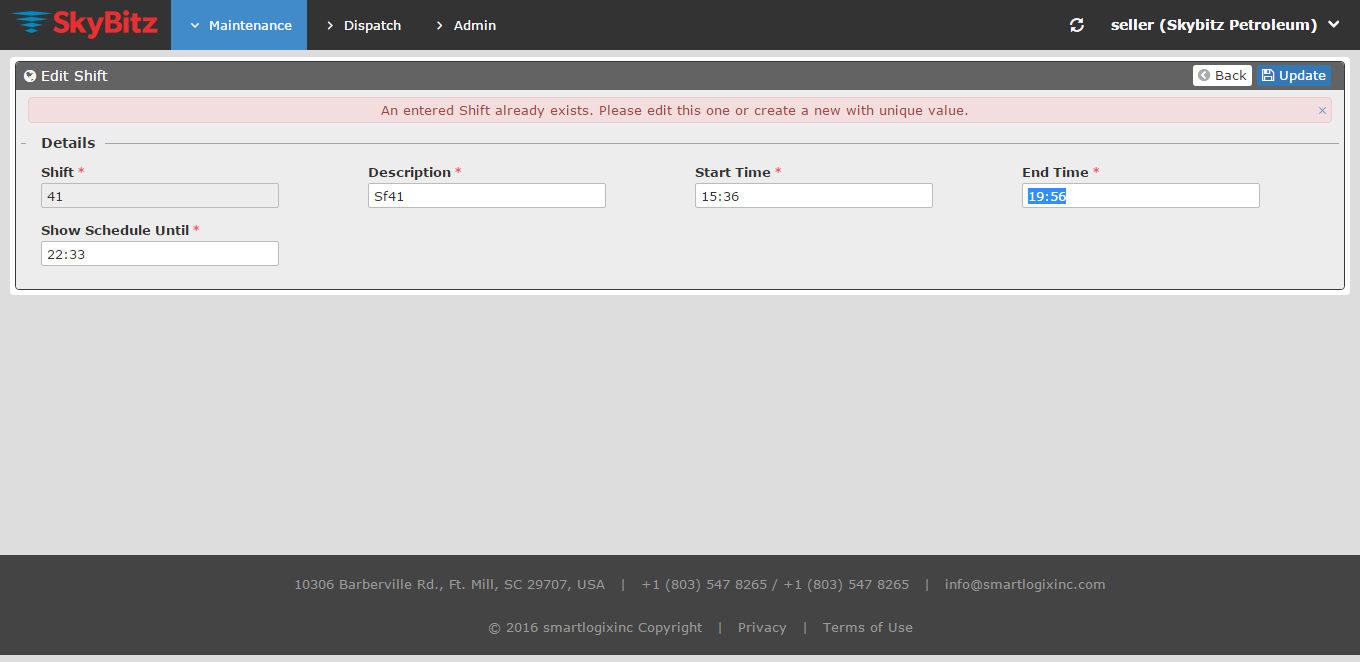 SkyBitz Maintenance Dispatch Admin seller (Skybitz Petroleum)
Edit Shift Back Update
An entered Shift already exists. Please edit this one or create a new with unique value. ×
Details
Shift * Description * Start Time * End Time *
41 Sf41 15:36 19:56
Show Schedule Until *
22:33
10306 Barberville Rd., Ft. Mill, SC 29707, USA | +1 (803) 547 8265 / +1 (803) 547 8265 | info@smartlogixinc.com
© 2016 smartlogixinc Copyright | Privacy | Terms of Use